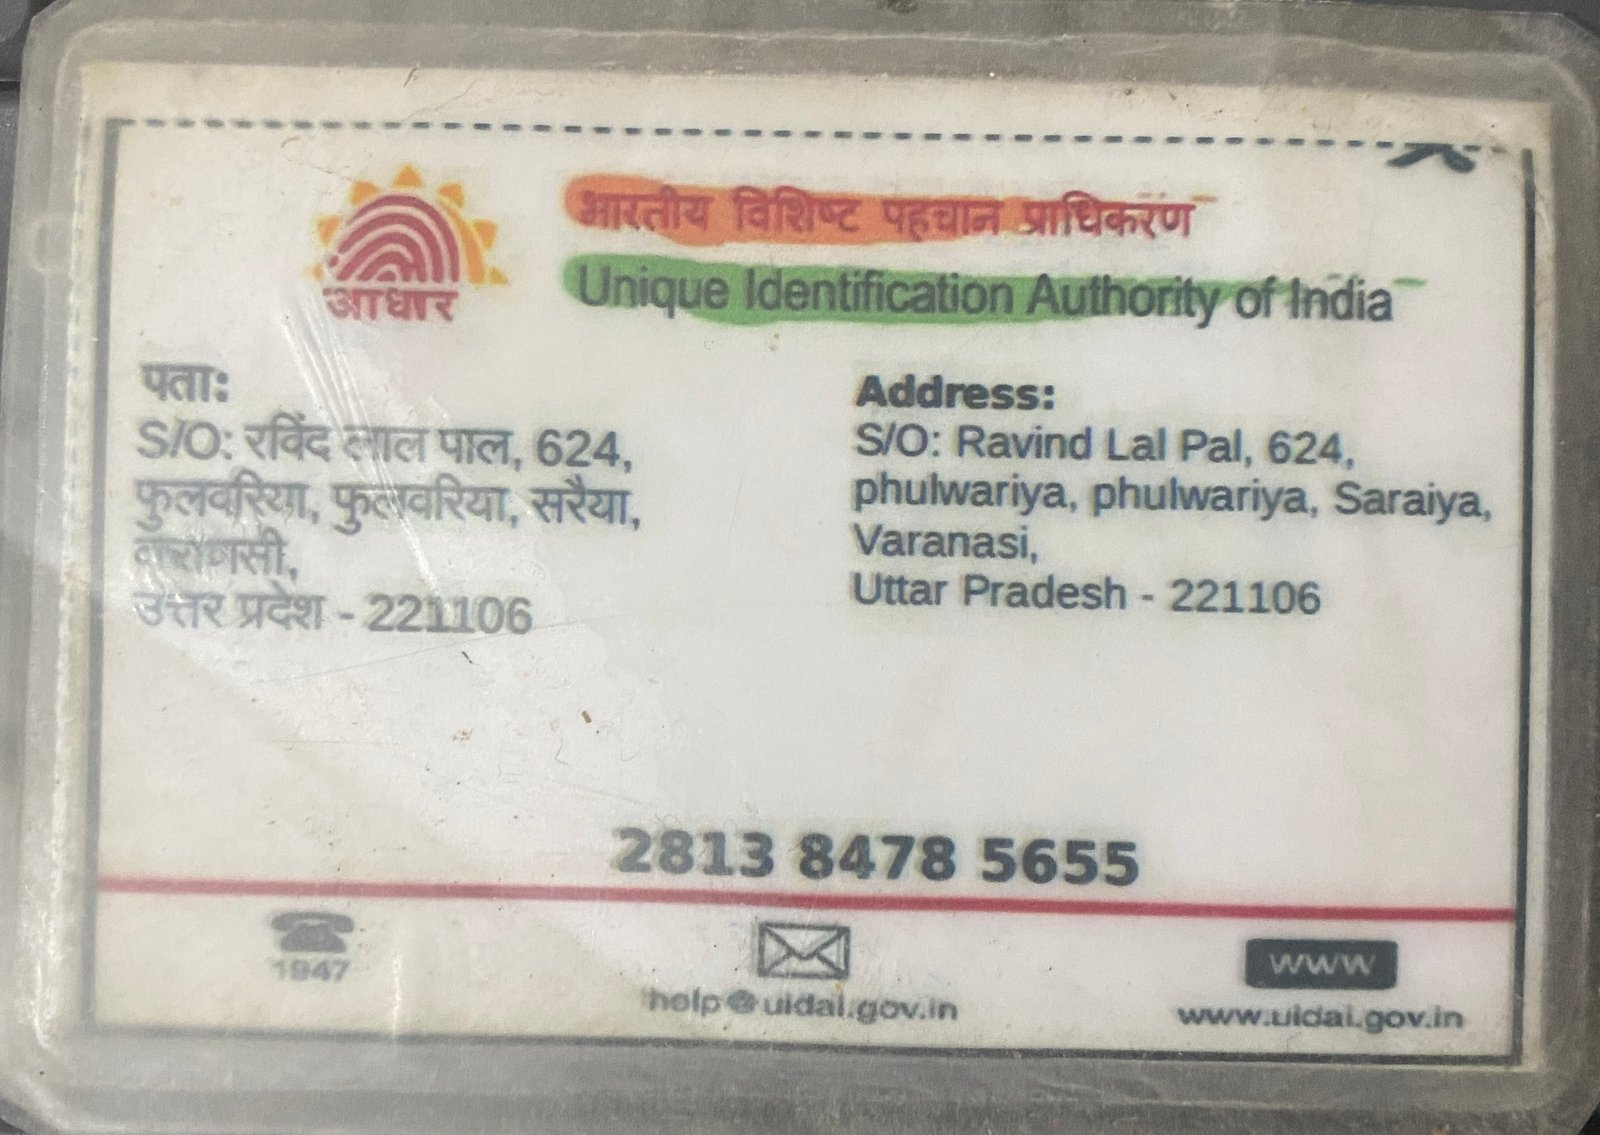 आधार
भारतीय विशिष्ट पहचान प्राधिकरण
Unique Identification Authority of India
पता:
S/O: रविंद लाल पाल, 624,
फुलवरिया, फुलवरिया, सरैया,
वाराणसी,
उत्तर प्रदेश - 221106
Address:
S/O: Ravind Lal Pal, 624,
phulwariya, phulwariya, Saraiya,
Varanasi,
Uttar Pradesh - 221106
2813 8478 5655
1947
help@uidai.gov.in
www
www.uidai.gov.in